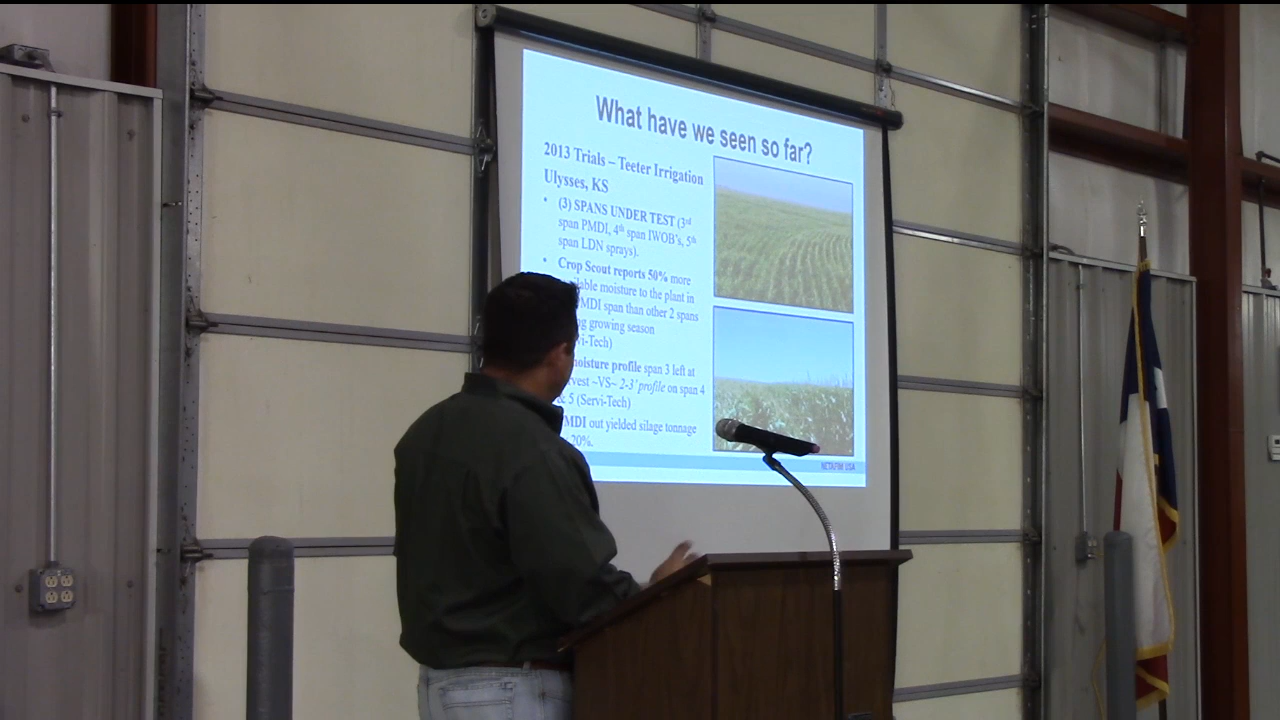 What have we seen so far?
2013 Trials – Teeter Irrigation
Ulysses, KS
• (3) SPANS UNDER TEST (3rd
span PMDI, 4th span IWOB's, 5th
span LDN sprays).
• Crop Scout reports 50% more
moisture to the plant in
MDI span than other 2 spans
growing season
vi-Tech)
moisture profile span 3 left at
~VS~ 2-3' profile on span 4
& 5 (Servi-Tech)
MDI out yielded silage tonnage
20%.
NETAFIM USA